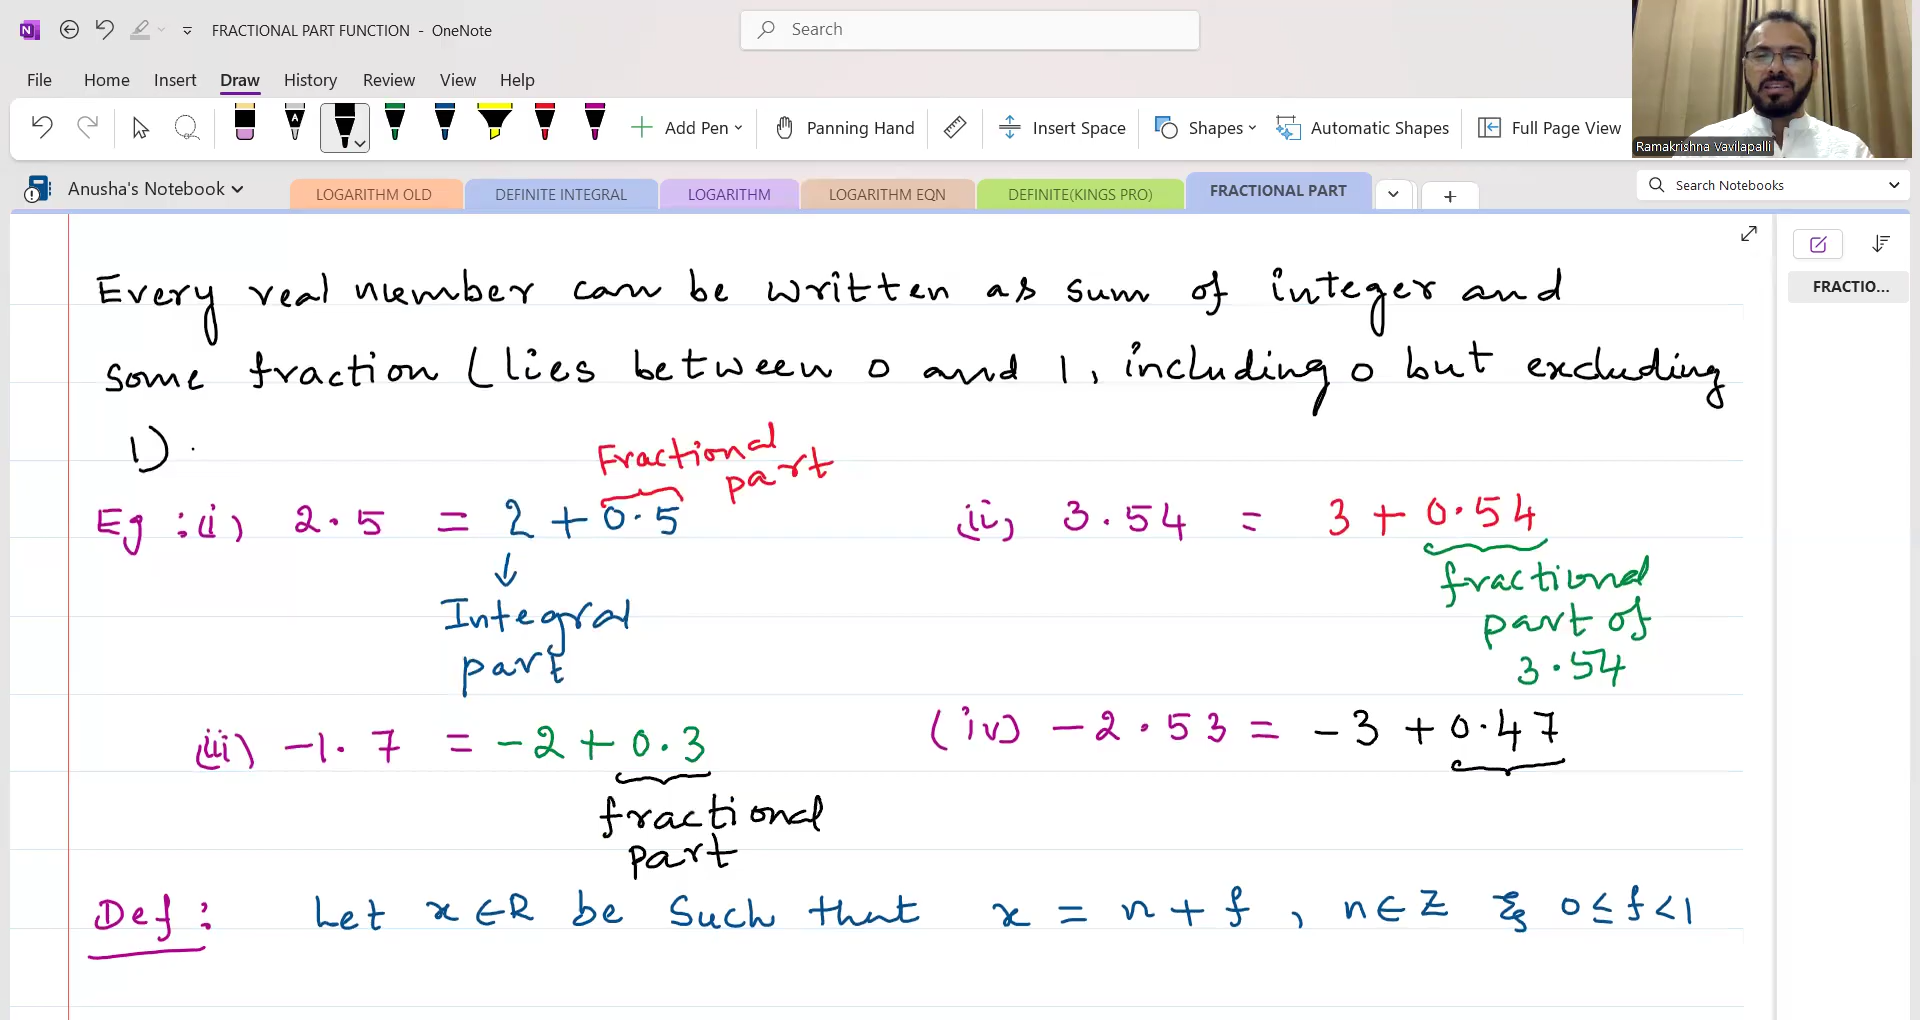 FRACTIONAL PART FUNCTION - OneNote
Search
File Home Insert Draw History Review View Help
Add Pen Panning Hand Insert Space Shapes Automatic Shapes Full Page View
Ramakrishna Vavilapalli
Anusha's Notebook LOGARITHM OLD DEFINITE INTEGRAL LOGARITHM LOGARITHM EQN DEFINITE(KINGS PRO) FRACTIONAL PART Search Notebooks
FRACTIO...
Every real number can be written as sum of integer and
some fraction (lies between 0 and 1, including 0 but excluding
1).
Fractional
part
Eg : (i) 2.5 = 2 + 0.5
↓
Integral
part
(ii) 3.54 = 3 + 0.54
fractional
part of
3.54
(iii) -1.7 = -2 + 0.3
fractional
part
(iv) -2.53 = -3 + 0.47
Def: Let x ∈ R be such that x = n + f , n ∈ Z & 0 ≤ f < 1